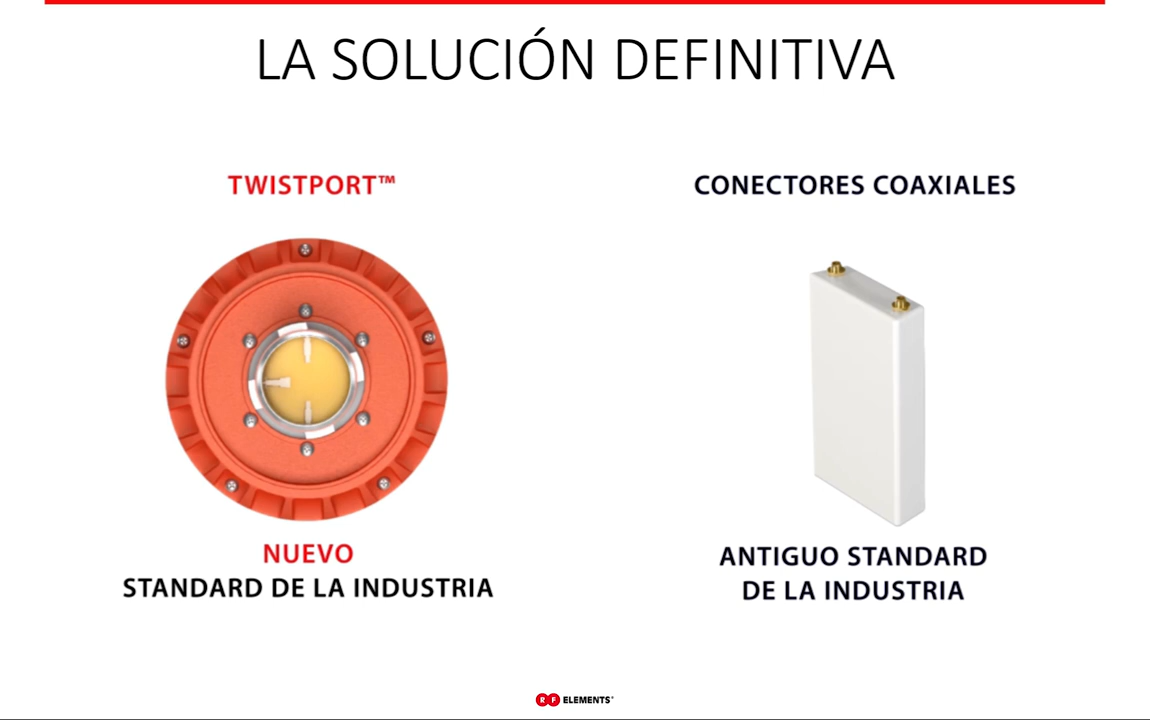 LA SOLUCIÓN DEFINITIVA
TWISTPORT™
NUEVO
STANDARD DE LA INDUSTRIA
CONECTORES COAXIALES
ANTIGUO STANDARD
DE LA INDUSTRIA
RF ELEMENTS®